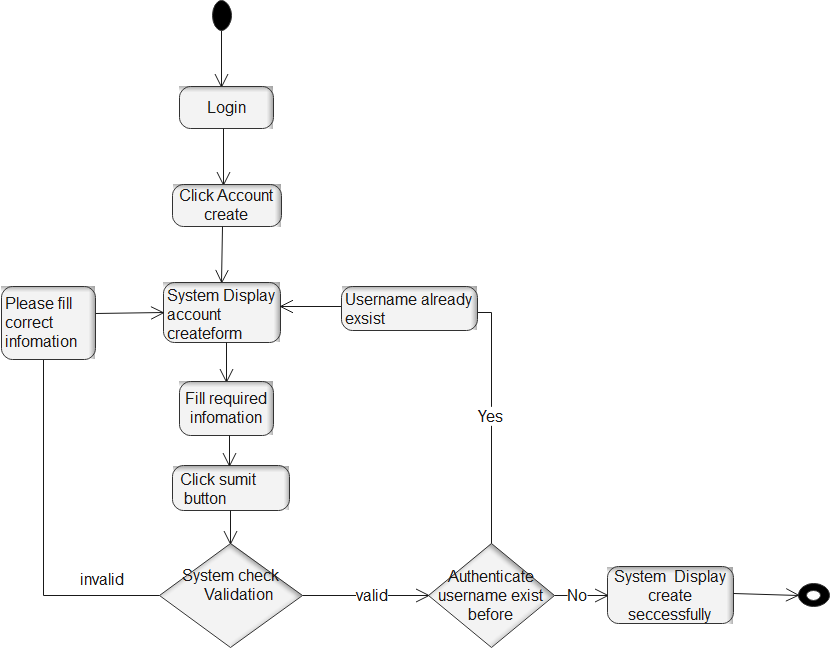 Login
Click Account
create
System Display
account
createform
Please fill
correct
infomation
Username already
exsist
Fill required
infomation
Yes
Click sumit
button
invalid
System check
Validation
valid
Authenticate
username exist
before
No
System Display
create
seccessfully